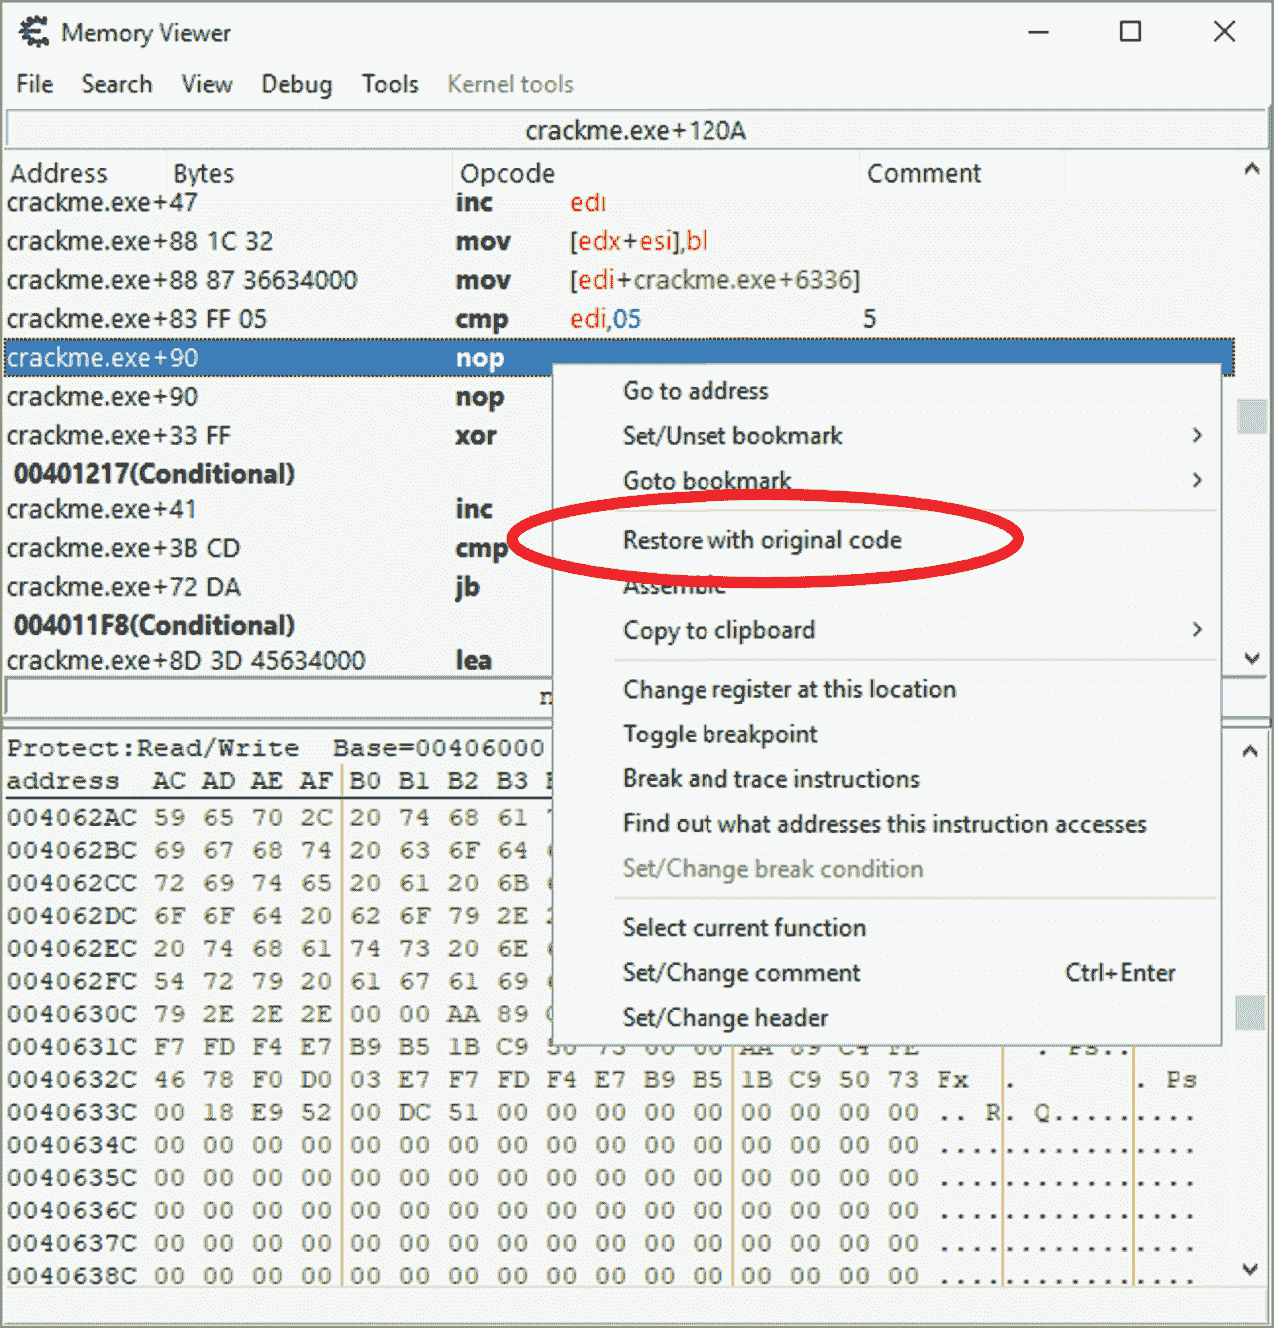 Memory Viewer
File Search View Debug Tools Kernel tools
crackme.exe+120A
Address Bytes Opcode Comment
crackme.exe+47 inc edi
crackme.exe+88 1C 32 mov [edx+esi],bl
crackme.exe+88 87 36634000 mov [edi+crackme.exe+6336]
crackme.exe+83 FF 05 cmp edi,05 5
crackme.exe+90 nop
crackme.exe+90 nop
crackme.exe+33 FF xor
00401217(Conditional)
crackme.exe+41 inc
crackme.exe+3B CD cmp
crackme.exe+72 DA jb
004011F8(Conditional)
crackme.exe+8D 3D 45634000 lea
Go to address
Set/Unset bookmark
Goto bookmark
Restore with original code
Assemble
Copy to clipboard
Change register at this location
Toggle breakpoint
Break and trace instructions
Find out what addresses this instruction accesses
Set/Change break condition
Select current function
Set/Change comment Ctrl+Enter
Set/Change header
Protect:Read/Write Base=00406000
address AC AD AE AF B0 B1 B2 B3
004062AC 59 65 70 2C 20 74 68 61
004062BC 69 67 68 74 20 63 6F 64
004062CC 72 69 74 65 20 61 20 6B
004062DC 6F 6F 64 20 62 6F 79 2E
004062EC 20 74 68 61 74 73 20 6E
004062FC 54 72 79 20 61 67 61 69
0040630C 79 2E 2E 2E 00 00 AA 89
0040631C F7 FD F4 E7 B9 B5 1B C9 50 73 00 00 AA 89 C4 FE . Ps..
0040632C 46 78 F0 D0 03 E7 F7 FD F4 E7 B9 B5 1B C9 50 73 Fx . . Ps
0040633C 00 18 E9 52 00 DC 51 00 00 00 00 00 00 00 00 00 .. R. Q.........
0040634C 00 00 00 00 00 00 00 00 00 00 00 00 00 00 00 00 ................
0040635C 00 00 00 00 00 00 00 00 00 00 00 00 00 00 00 00 ................
0040636C 00 00 00 00 00 00 00 00 00 00 00 00 00 00 00 00 ................
0040637C 00 00 00 00 00 00 00 00 00 00 00 00 00 00 00 00 ................
0040638C 00 00 00 00 00 00 00 00 00 00 00 00 00 00 00 00 ................